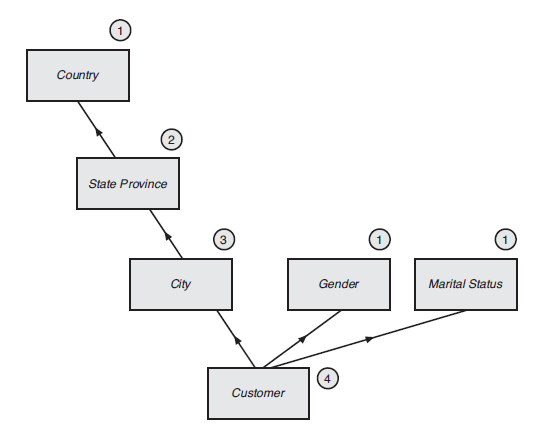 1
Country
2
State Province
3
1
1
City
Gender
Marital Status
4
Customer